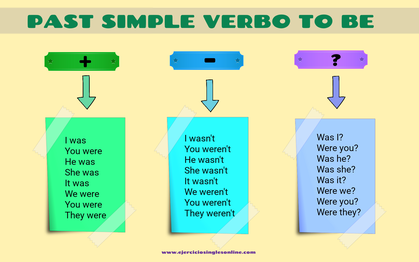 PAST SIMPLE VERBO TO BE
+
-
?
I was
You were
He was
She was
It was
We were
You were
They were
I wasn't
You weren't
He wasn't
She wasn't
It wasn't
We weren't
You weren't
They weren't
Was I?
Were you?
Was he?
Was she?
Was it?
Were we?
Were you?
Were they?
www.ejerciciosinglesonline.com